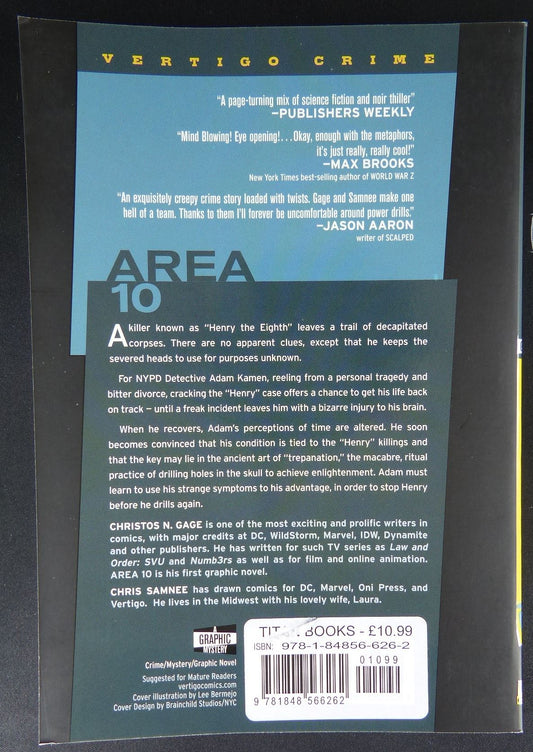 VERTIGO CRIME
“A page-turning mix of science fiction and noir thriller”
—PUBLISHERS WEEKLY
“Mind Blowing! Eye opening!...Okay, enough with the metaphors,
it's just really, really cool!”
—MAX BROOKS
New York Times best-selling author of WORLD WAR Z
“An exquisitely creepy crime story loaded with twists. Gage and Samnee make one
hell of a team. Thanks to them I'll forever be uncomfortable around power drills.”
—JASON AARON
writer of SCALPED
AREA
10
A killer known as “Henry the Eighth” leaves a trail of decapitated
corpses. There are no apparent clues, except that he keeps the
severed heads to use for purposes unknown.
For NYPD Detective Adam Kamen, reeling from a personal tragedy and
bitter divorce, cracking the “Henry” case offers a chance to get his life back
on track — until a freak incident leaves him with a bizarre injury to his brain.
When he recovers, Adam's perceptions of time are altered. He soon
becomes convinced that his condition is tied to the “Henry” killings and
that the key may lie in the ancient art of “trepanation,” the macabre, ritual
practice of drilling holes in the skull to achieve enlightenment. Adam must
learn to use his strange symptoms to his advantage, in order to stop Henry
before he drills again.
CHRISTOS N. GAGE is one of the most exciting and prolific writers in
comics, with major credits at DC, WildStorm, Marvel, IDW, Dynamite
and other publishers. He has written for such TV series as Law and
Order: SVU and Numb3rs as well as for film and online animation.
AREA 10 is his first graphic novel.
CHRIS SAMNEE has drawn comics for DC, Marvel, Oni Press, and
Vertigo. He lives in the Midwest with his lovely wife, Laura.
A
GRAPHIC
MYSTERY
Crime/Mystery/Graphic Novel
Suggested for Mature Readers
vertigocomics.com
Cover illustration by Lee Bermejo
Cover Design by Brainchild Studios/NYC
TITAN BOOKS - £10.99
ISBN: 978-1-84856-626-2
01099
9 781848 566262